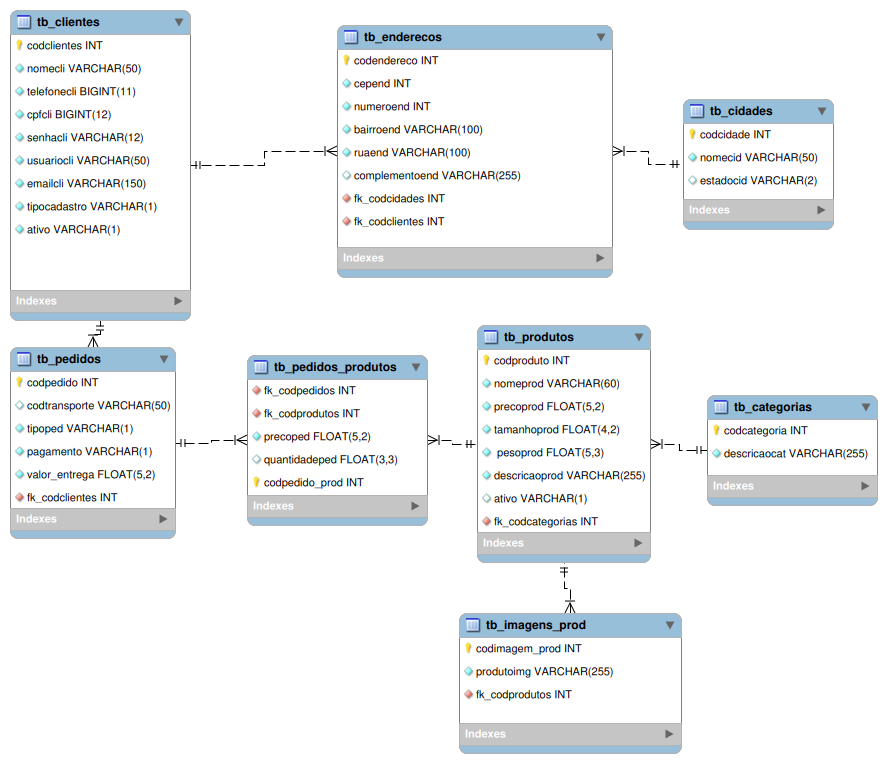 tb_clientes
codclientes INT
nomecli VARCHAR(50)
telefonecli BIGINT(11)
cpfcli BIGINT(12)
senhacli VARCHAR(12)
usuariocli VARCHAR(50)
emailcli VARCHAR(150)
tipocadastro VARCHAR(1)
ativo VARCHAR(1)
Indexes
tb_enderecos
codendereco INT
cepend INT
numeroend INT
bairroend VARCHAR(100)
ruaend VARCHAR(100)
complementoend VARCHAR(255)
fk_codcidades INT
fk_codclientes INT
Indexes
tb_cidades
codcidade INT
nomecid VARCHAR(50)
estadocid VARCHAR(2)
Indexes
tb_pedidos
codpedido INT
codtransporte VARCHAR(50)
tipoped VARCHAR(1)
pagamento VARCHAR(1)
valor_entrega FLOAT(5,2)
fk_codclientes INT
Indexes
tb_pedidos_produtos
fk_codpedidos INT
fk_codprodutos INT
precoped FLOAT(5,2)
quantidadeped FLOAT(3,3)
codpedido_prod INT
Indexes
tb_produtos
codproduto INT
nomeprod VARCHAR(60)
precoprod FLOAT(5,2)
tamanhoprod FLOAT(4,2)
pesoprod FLOAT(5,3)
descricaoprod VARCHAR(255)
ativo VARCHAR(1)
fk_codcategorias INT
Indexes
tb_categorias
codcategoria INT
descricaocat VARCHAR(255)
Indexes
tb_imagens_prod
codimagem_prod INT
produtoimg VARCHAR(255)
fk_codprodutos INT
Indexes